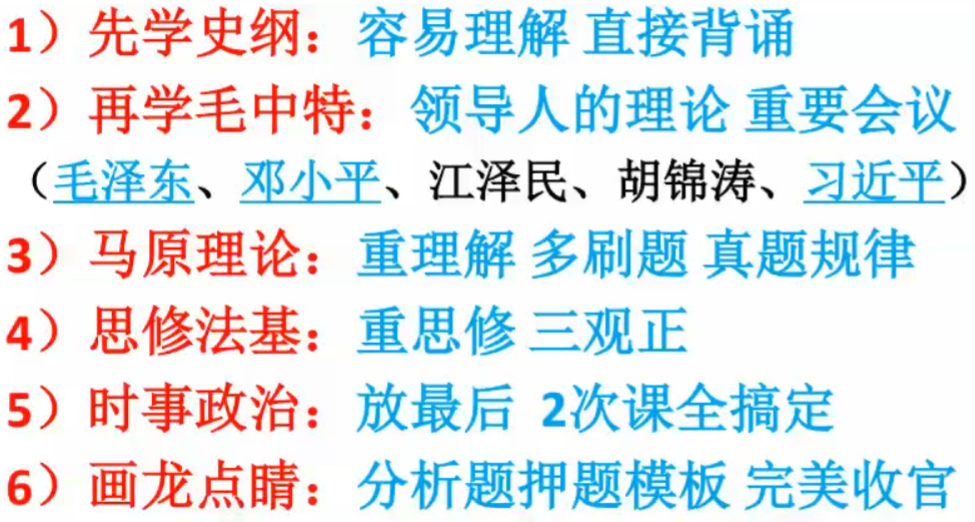 1）先学史纲：容易理解 直接背诵
2）再学毛中特：领导人的理论 重要会议
（毛泽东、邓小平、江泽民、胡锦涛、习近平）
3）马原理论：重理解 多刷题 真题规律
4）思修法基：重思修 三观正
5）时事政治：放最后 2次课全搞定
6）画龙点睛：分析题押题模板 完美收官